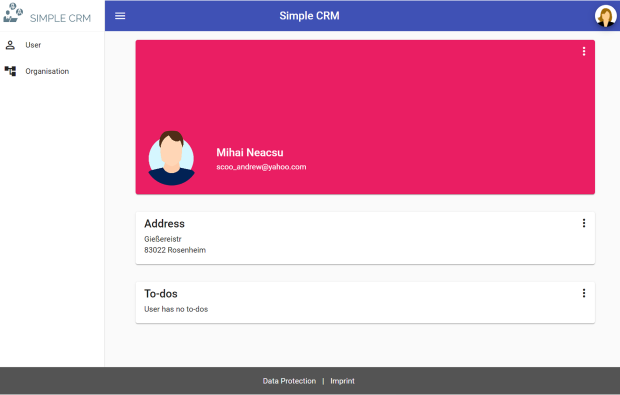 SIMPLE CRM
Simple CRM
User
Organisation
Mihai Neacsu
scoo_andrew@yahoo.com
Address
Gießereistr
83022 Rosenheim
To-dos
User has no to-dos
Data Protection | Imprint